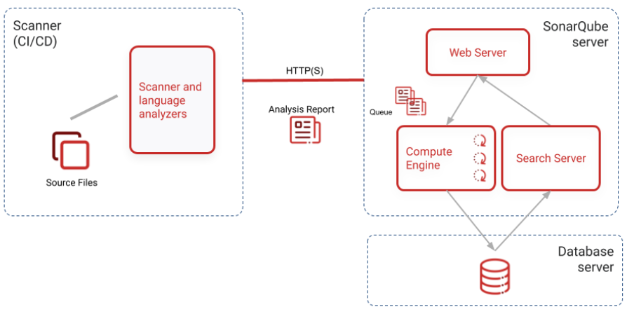 Scanner
(CI/CD)
Scanner and
language
analyzers
Source Files
HTTP(S)
Analysis Report
SonarQube
server
Web Server
Queue
Compute
Engine
Search Server
Database
server